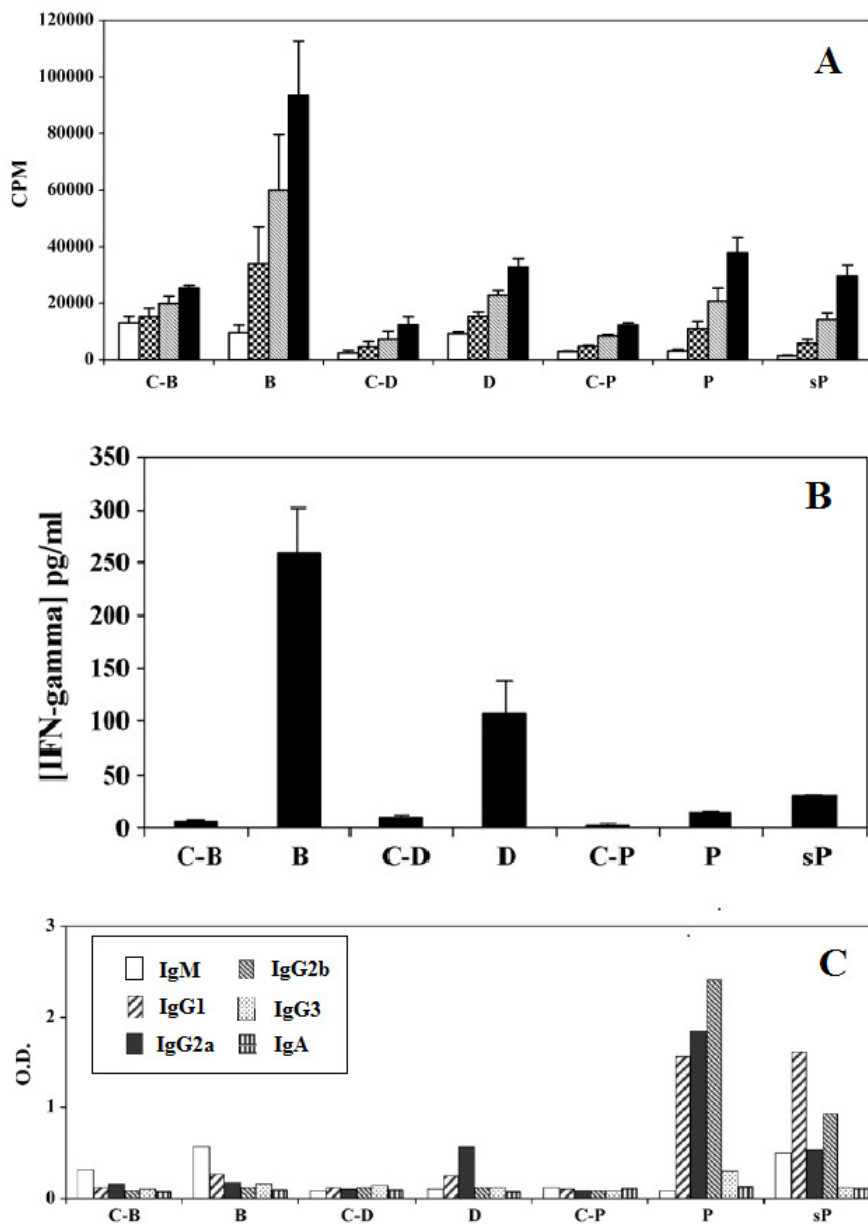 A
120000
100000
80000
60000
40000
20000
0
CPM
C-B B C-D D C-P P sP
B
350
300
250
200
150
100
50
0
[IFN-gamma] pg/ml
C-B B C-D D C-P P sP
C
3
2
1
0
O.D.
IgM IgG2b
IgG1 IgG3
IgG2a IgA
C-B B C-D D C-P P sP